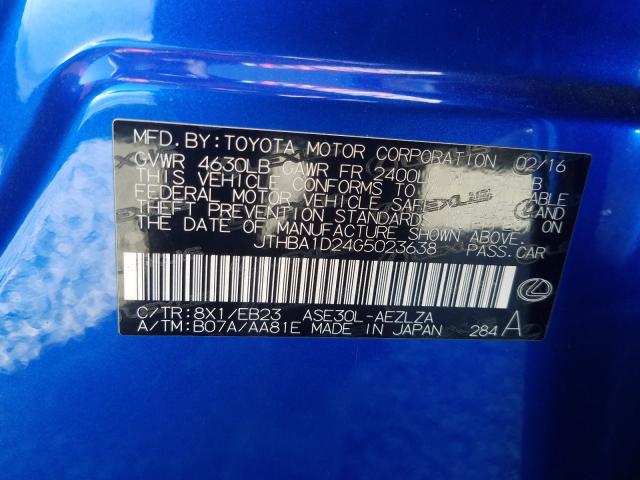 MFD. BY: TOYOTA MOTOR CORPORATION 02/16
GVWR 4630LB GAWR FR 2400L B
THIS VEHICLE CONFORMS TO ABLE
FEDERAL MOTOR VEHICLE SAF AND
THEFT PREVENTION STANDARDS ON
THE DATE OF MANUFACTURE SHOWN ABOVE.
JTHBA1D24G5023638 PASS.CAR
C/TR:8X1/EB23 ASE30L-AEZLZA
A/TM:B07A/AA81E MADE IN JAPAN 284 A